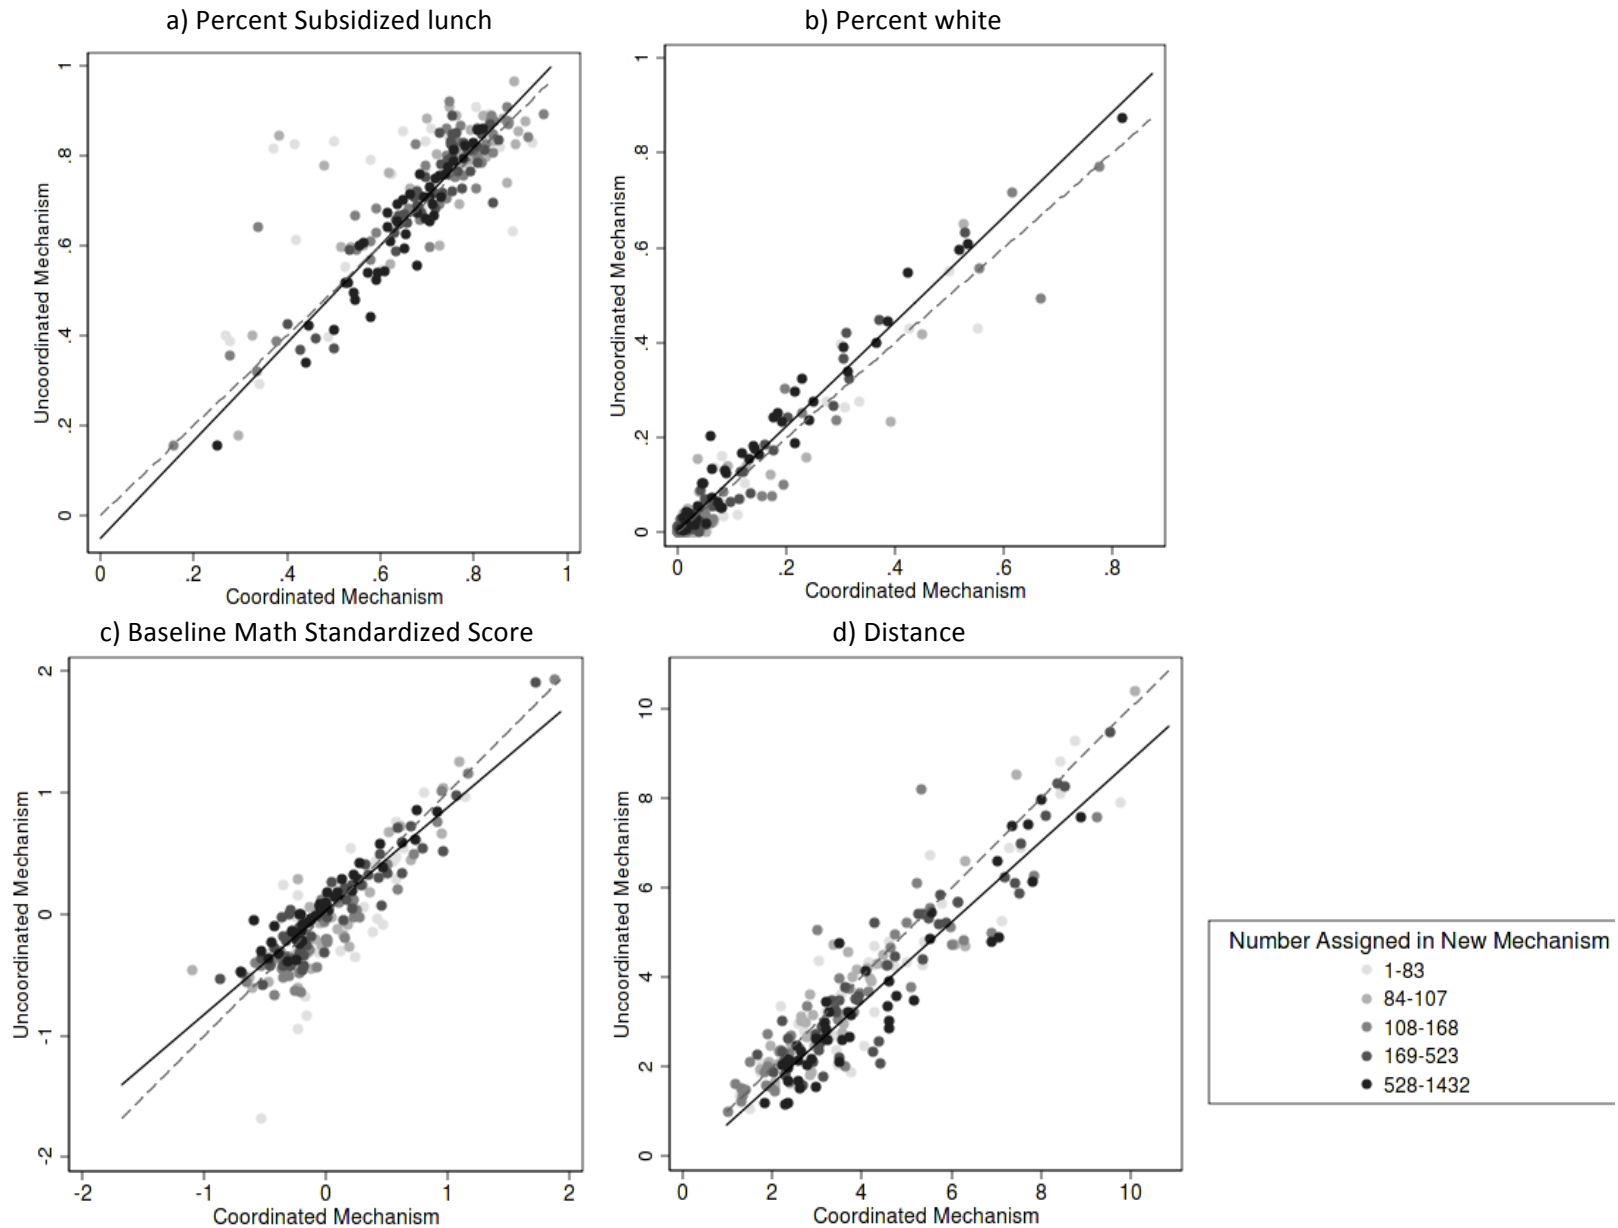 a) Percent Subsidized lunch
Uncoordinated Mechanism
1
.8
.6
.4
.2
0
0 .2 .4 .6 .8 1
Coordinated Mechanism
b) Percent white
Uncoordinated Mechanism
1
.8
.6
.4
.2
0
0 .2 .4 .6 .8
Coordinated Mechanism
c) Baseline Math Standardized Score
Uncoordinated Mechanism
2
1
0
-1
-2
-2 -1 0 1 2
Coordinated Mechanism
d) Distance
Uncoordinated Mechanism
10
8
6
4
2
0
0 2 4 6 8 10
Coordinated Mechanism
Number Assigned in New Mechanism
1-83
84-107
108-168
169-523
528-1432